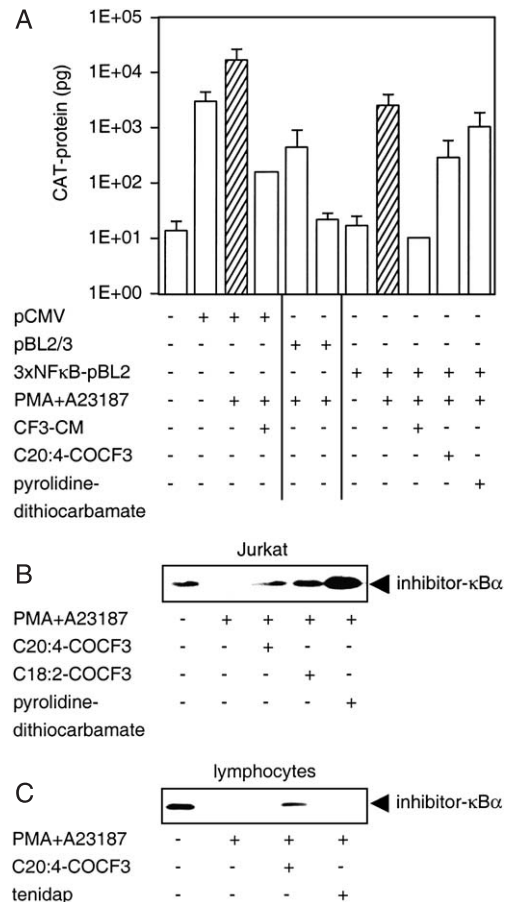 A
CAT-protein (pg)
1E+05
1E+04
1E+03
1E+02
1E+01
1E+00
pCMV - + + + - - - - - - -
pBL2/3 - - - - + + - - - - -
3xNFκB-pBL2 - - - - - - + + + + +
PMA+A23187 - - + + + + - + + + +
CF3-CM - - - + - - - - + - -
C20:4-COCF3 - - - - - - - - - + -
pyrolidine- - - - - - - - - - - +
dithiocarbamate
B
Jurkat
inhibitor-κBα
PMA+A23187 - + + + +
C20:4-COCF3 - - + - -
C18:2-COCF3 - - - + -
pyrolidine- - - - - +
dithiocarbamate
C
lymphocytes
inhibitor-κBα
PMA+A23187 - + + +
C20:4-COCF3 - - + -
tenidap - - - +